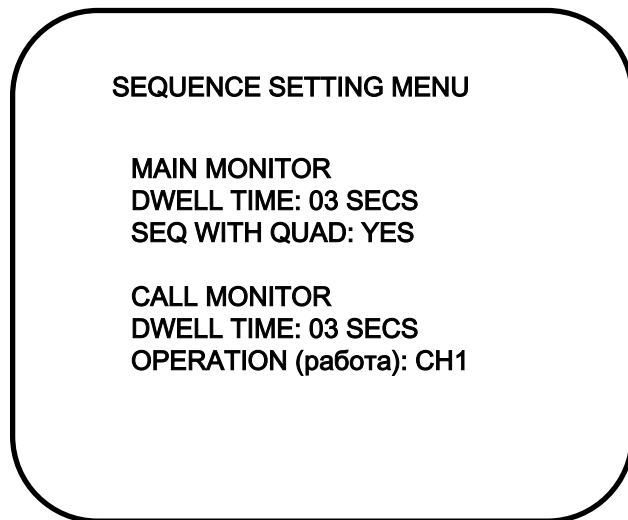 SEQUENCE SETTING MENU
MAIN MONITOR
DWELL TIME: 03 SECS
SEQ WITH QUAD: YES
CALL MONITOR
DWELL TIME: 03 SECS
OPERATION (работа): CH1